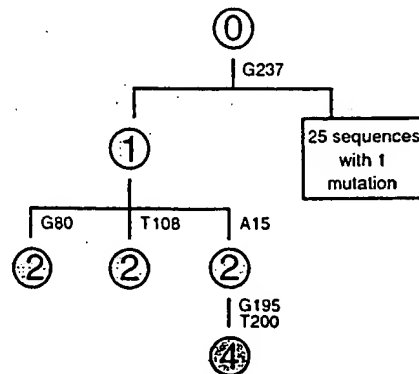 0
G237
1
25 sequences
with 1
mutation
G80
T108
A15
2
2
2
G195
T200
4